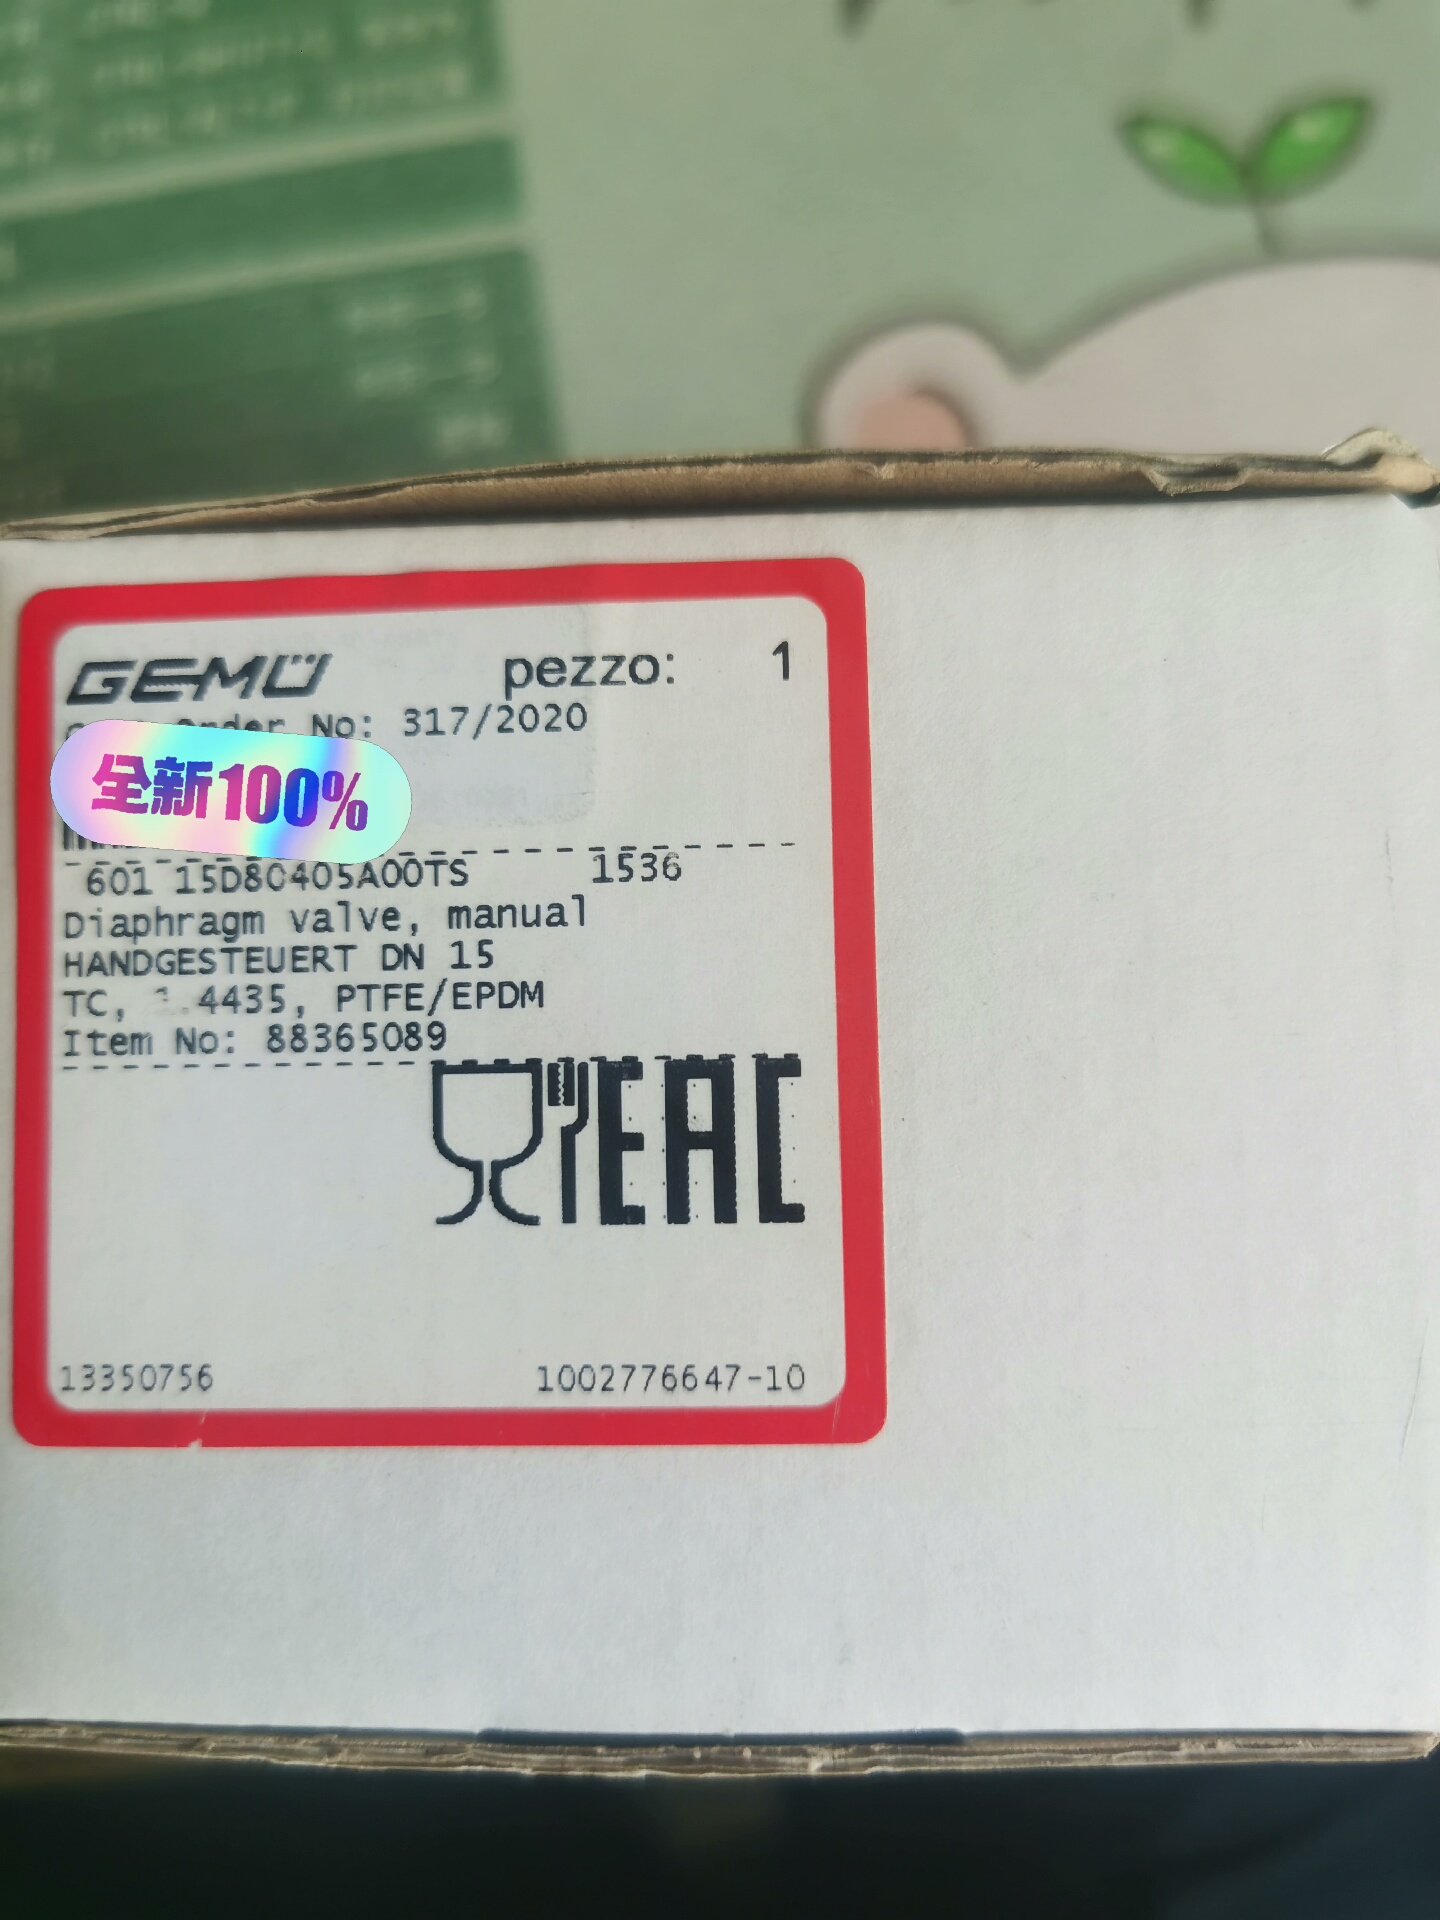 GEMÜ pezzo: 1
Order No: 317/2020
全新100%
601 15D80405A00TS 1536
Diaphragm valve, manual
HANDGESTEUERT DN 15
TC, 1.4435, PTFE/EPDM
Item No: 88365089
EAC
13350756 1002776647-10